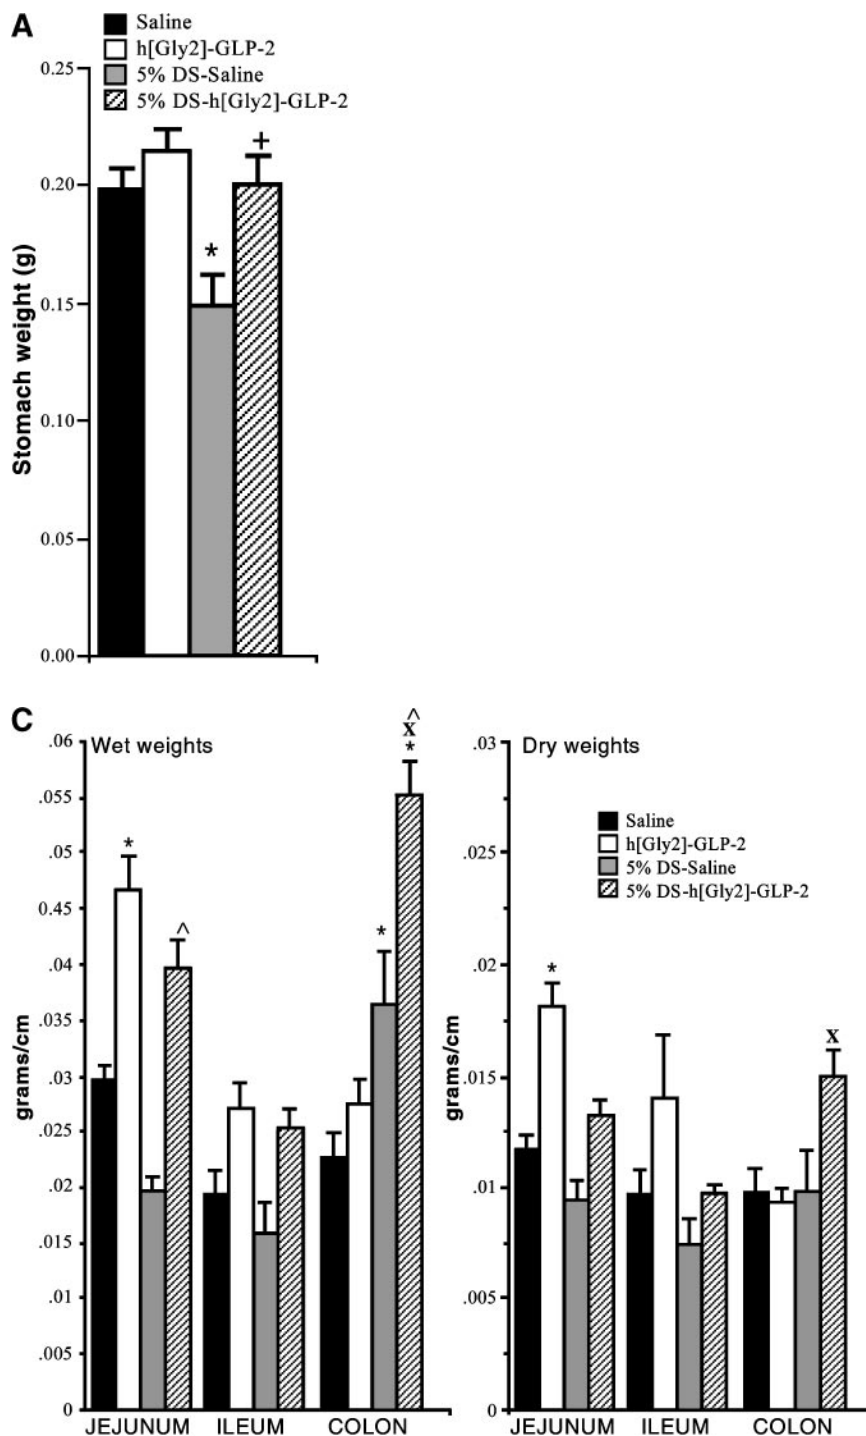 A
Saline
h[Gly2]-GLP-2
5% DS-Saline
5% DS-h[Gly2]-GLP-2
0.25
0.20
0.15
0.10
0.05
0.00
Stomach weight (g)
*
+
C
Wet weights
.06
.055
.05
0.45
.04
.035
.03
0.25
.02
.015
.01
.005
0
grams/cm
*
^
*
^
x
*
JEJUNUM ILEUM COLON
Dry weights
Saline
h[Gly2]-GLP-2
5% DS-Saline
5% DS-h[Gly2]-GLP-2
.03
.025
.02
.015
.01
.005
0
grams/cm
*
x
JEJUNUM ILEUM COLON